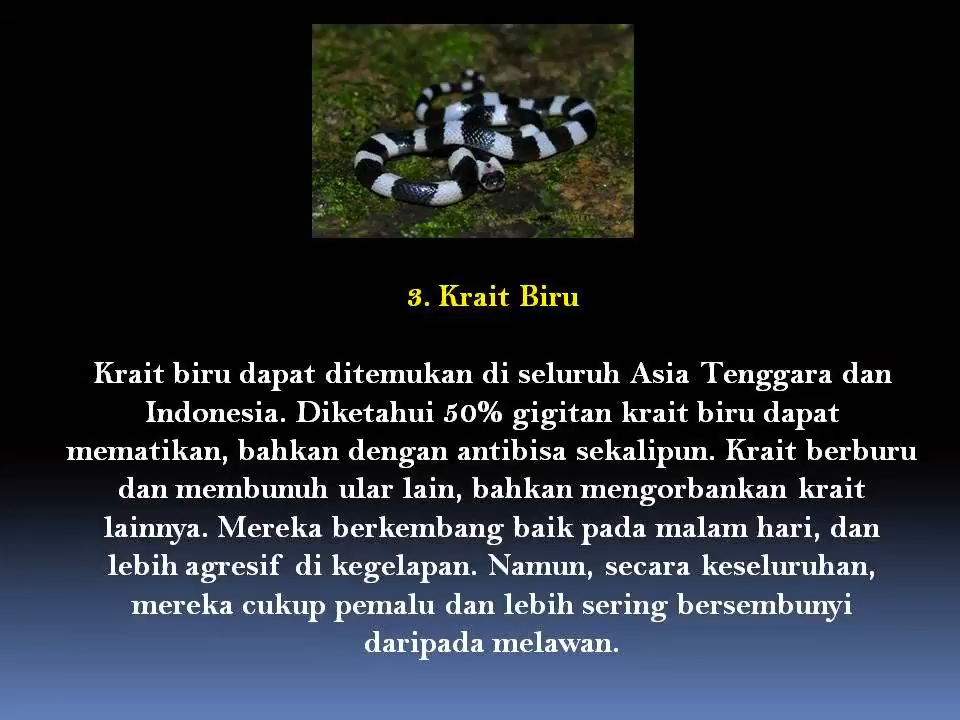 3. Krait Biru
Krait biru dapat ditemukan di seluruh Asia Tenggara dan
Indonesia. Diketahui 50% gigitan krait biru dapat
mematikan, bahkan dengan antibisa sekalipun. Krait berburu
dan membunuh ular lain, bahkan mengorbankan krait
lainnya. Mereka berkembang baik pada malam hari, dan
lebih agresif di kegelapan. Namun, secara keseluruhan,
mereka cukup pemalu dan lebih sering bersembunyi
daripada melawan.